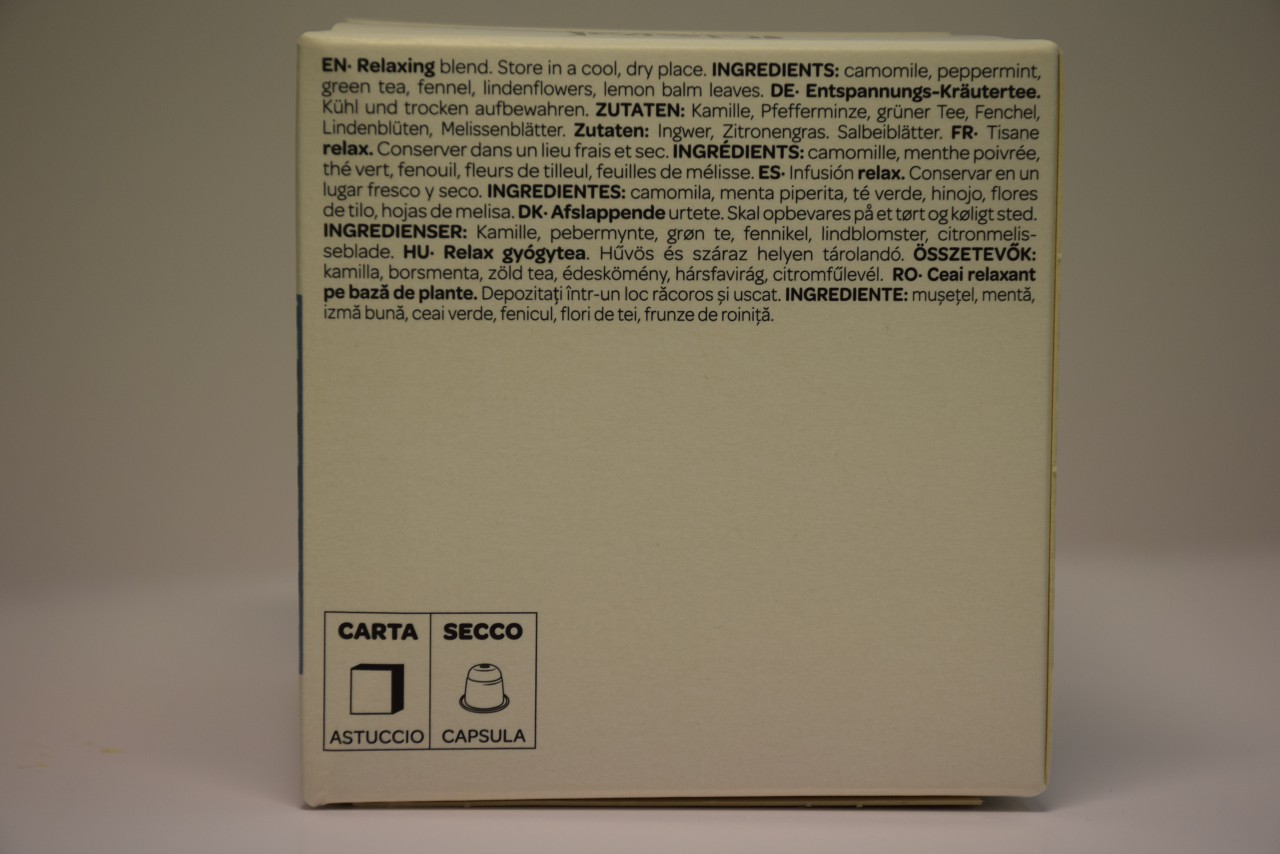 EN• Relaxing blend. Store in a cool, dry place. INGREDIENTS: camomile, peppermint,
green tea, fennel, lindenflowers, lemon balm leaves. DE• Entspannungs-Kräutertee.
Kühl und trocken aufbewahren. ZUTATEN: Kamille, Pfefferminze, grüner Tee, Fenchel,
Lindenblüten, Melissenblätter. Zutaten: Ingwer, Zitronengras. Salbeiblätter. FR• Tisane
relax. Conserver dans un lieu frais et sec. INGRÉDIENTS: camomille, menthe poivrée,
thé vert, fenouil, fleurs de tilleul, feuilles de mélisse. ES• Infusión relax. Conservar en un
lugar fresco y seco. INGREDIENTES: camomila, menta piperita, té verde, hinojo, flores
de tilo, hojas de melisa. DK• Afslappende urtete. Skal opbevares på et tørt og køligt sted.
INGREDIENSER: Kamille, pebermynte, grøn te, fennikel, lindblomster, citronmelis-
seblade. HU• Relax gyógytea. Hűvös és száraz helyen tárolandó. ÖSSZETEVŐK:
kamilla, borsmenta, zöld tea, édeskömény, hársfavirág, citromfűlevél. RO• Ceai relaxant
pe bază de plante. Depozitați într-un loc răcoros și uscat. INGREDIENTE: mușețel, mentă,
izmă bună, ceai verde, fenicul, flori de tei, frunze de roiniță.
CARTA SECCO
ASTUCCIO CAPSULA